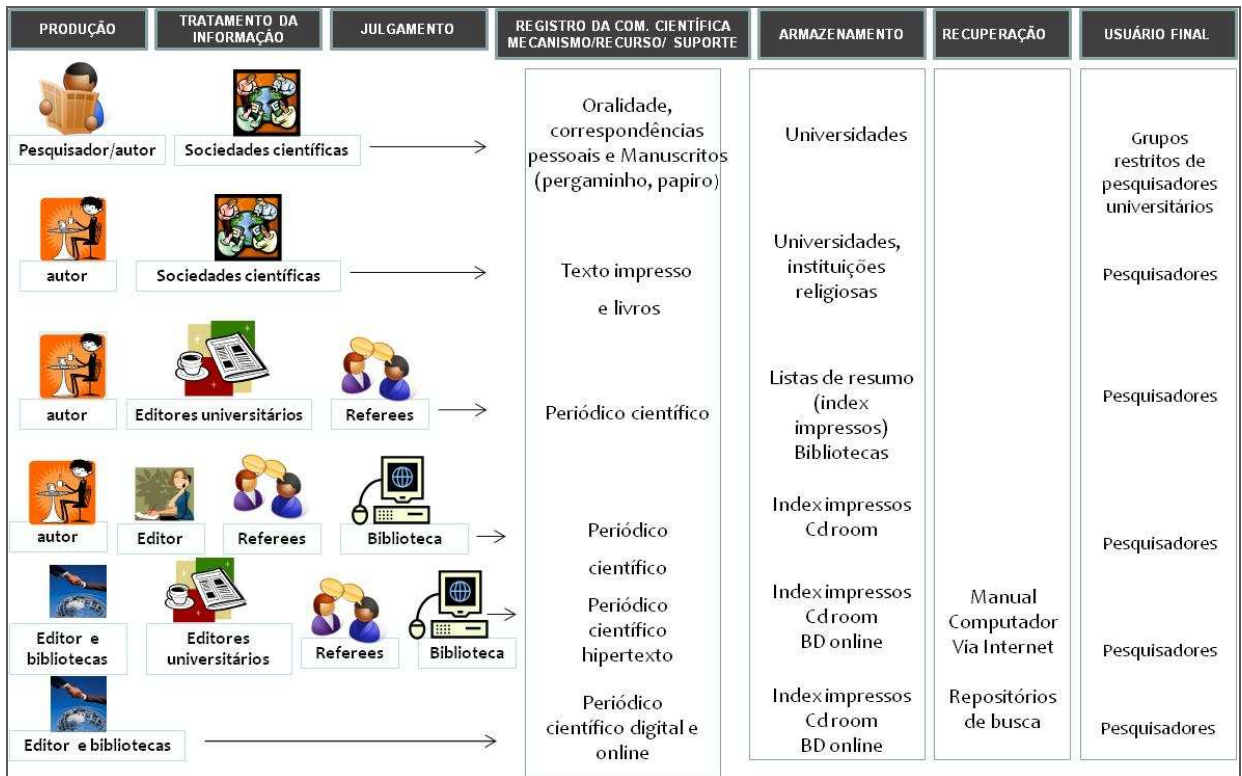 PRODUÇÃO
TRATAMENTO DA
INFORMAÇÃO
JULGAMENTO
REGISTRO DA COM. CIENTÍFICA
MECANISMO/RECURSO/ SUPORTE
ARMAZENAMENTO
RECUPERAÇÃO
USUÁRIO FINAL
Pesquisador/autor
Sociedades científicas
Oralidade,
correspondências
pessoais e Manuscritos
(pergaminho, papiro)
Universidades
Grupos
restritos de
pesquisadores
universitários
autor
Sociedades científicas
Texto impresso
e livros
Universidades,
instituições
religiosas
Pesquisadores
autor
Editores universitários
Referees
Periódico científico
Listas de resumo
(index
impressos)
Bibliotecas
Pesquisadores
autor
Editor
Referees
Biblioteca
Periódico
científico
Index impressos
Cd room
Pesquisadores
Editor e
bibliotecas
Editores
universitários
Referees
Biblioteca
Periódico
científico
hipertexto
Index impressos
Cd room
BD online
Manual
Computador
Via Internet
Pesquisadores
Editor e bibliotecas
Periódico
científico digital e
online
Index impressos
Cd room
BD online
Repositórios
de busca
Pesquisadores